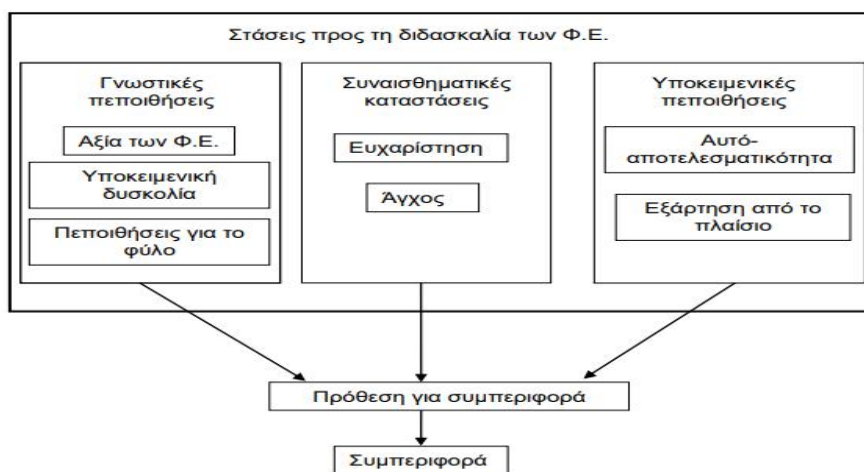 Στάσεις προς τη διδασκαλία των Φ.Ε.
Γνωστικές
πεποιθήσεις
Αξία των Φ.Ε.
Υποκειμενική
δυσκολία
Πεποιθήσεις για το
φύλο
Συναισθηματικές
καταστάσεις
Ευχαρίστηση
Άγχος
Υποκειμενικές
πεποιθήσεις
Αυτό-
αποτελεσματικότητα
Εξάρτηση από το
πλαίσιο
Πρόθεση για συμπεριφορά
Συμπεριφορά